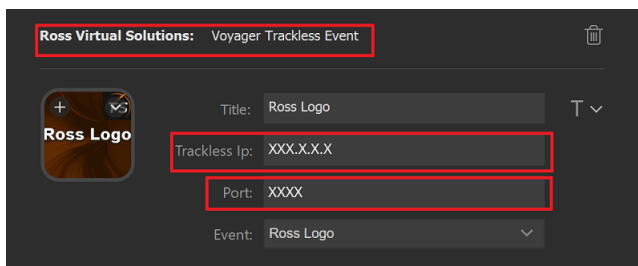 Ross Virtual Solutions: Voyager Trackless Event
Title: Ross Logo
T
Ross Logo
Trackless Ip: XXX.X.X.X
Port: XXXX
Event: Ross Logo